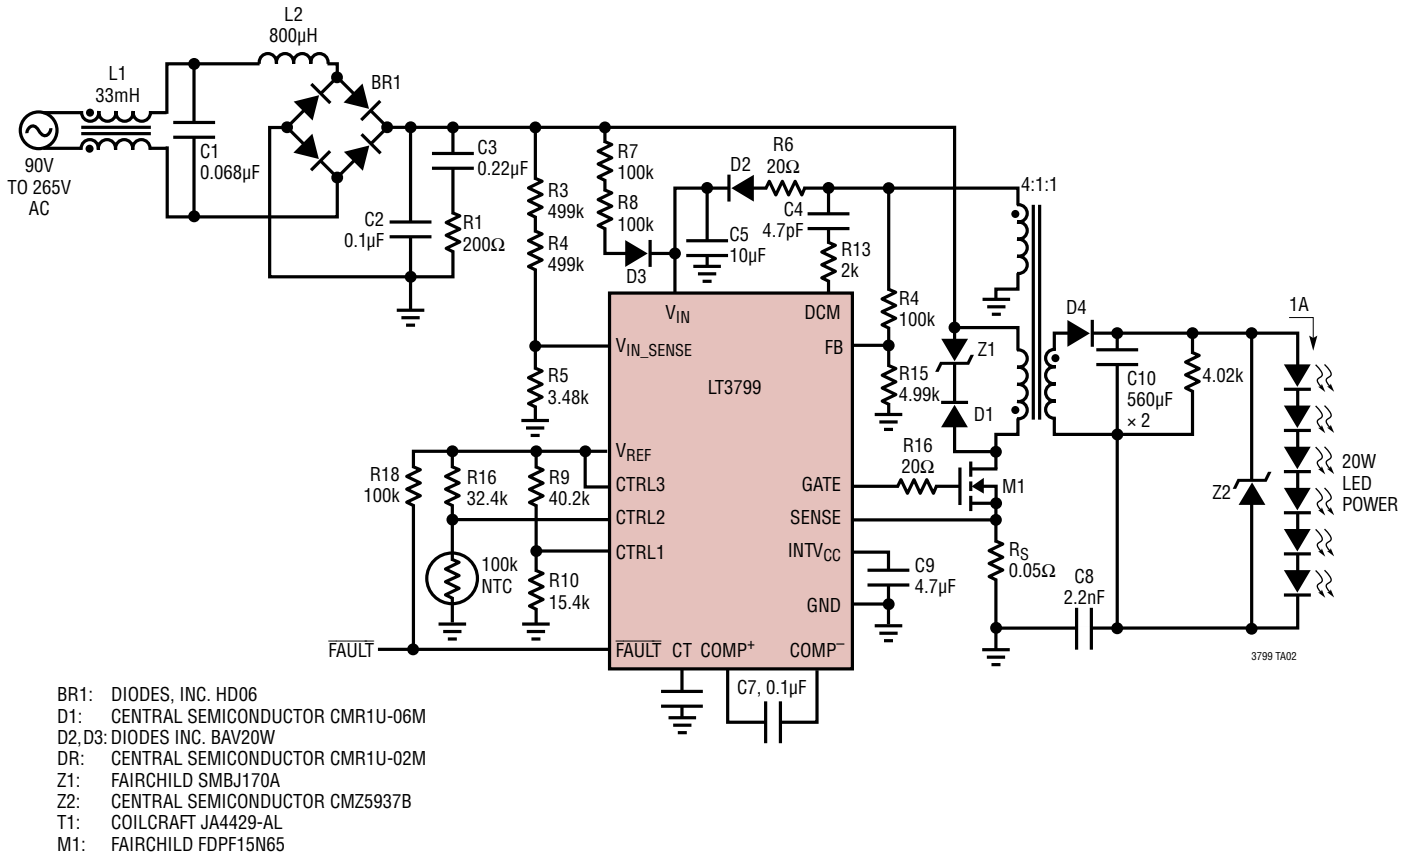 L2
800µH
L1
33mH
BR1
90V
TO 265V
AC
C1
0.068µF
C3
0.22µF
C2
0.1µF
R1
200Ω
R3
499k
R4
499k
R7
100k
R8
100k
D3
D2
R6
20Ω
C4
4.7pF
C5
10µF
R13
2k
4:1:1
R4
100k
R15
4.99k
Z1
D1
D4
1A
C10
560µF
× 2
4.02k
Z2
20W
LED
POWER
R5
3.48k
VIN
DCM
VIN_SENSE
FB
LT3799
VREF
CTRL3
GATE
CTRL2
SENSE
CTRL1
INTVCC
GND
FAULT
CT
COMP+
COMP–
R18
100k
R16
32.4k
R9
40.2k
100k
NTC
R10
15.4k
FAULT
R16
20Ω
M1
RS
0.05Ω
C9
4.7µF
C8
2.2nF
C7, 0.1µF
3799 TA02
BR1: DIODES, INC. HD06
D1: CENTRAL SEMICONDUCTOR CMR1U-06M
D2,D3: DIODES INC. BAV20W
DR: CENTRAL SEMICONDUCTOR CMR1U-02M
Z1: FAIRCHILD SMBJ170A
Z2: CENTRAL SEMICONDUCTOR CMZ5937B
T1: COILCRAFT JA4429-AL
M1: FAIRCHILD FDPF15N65